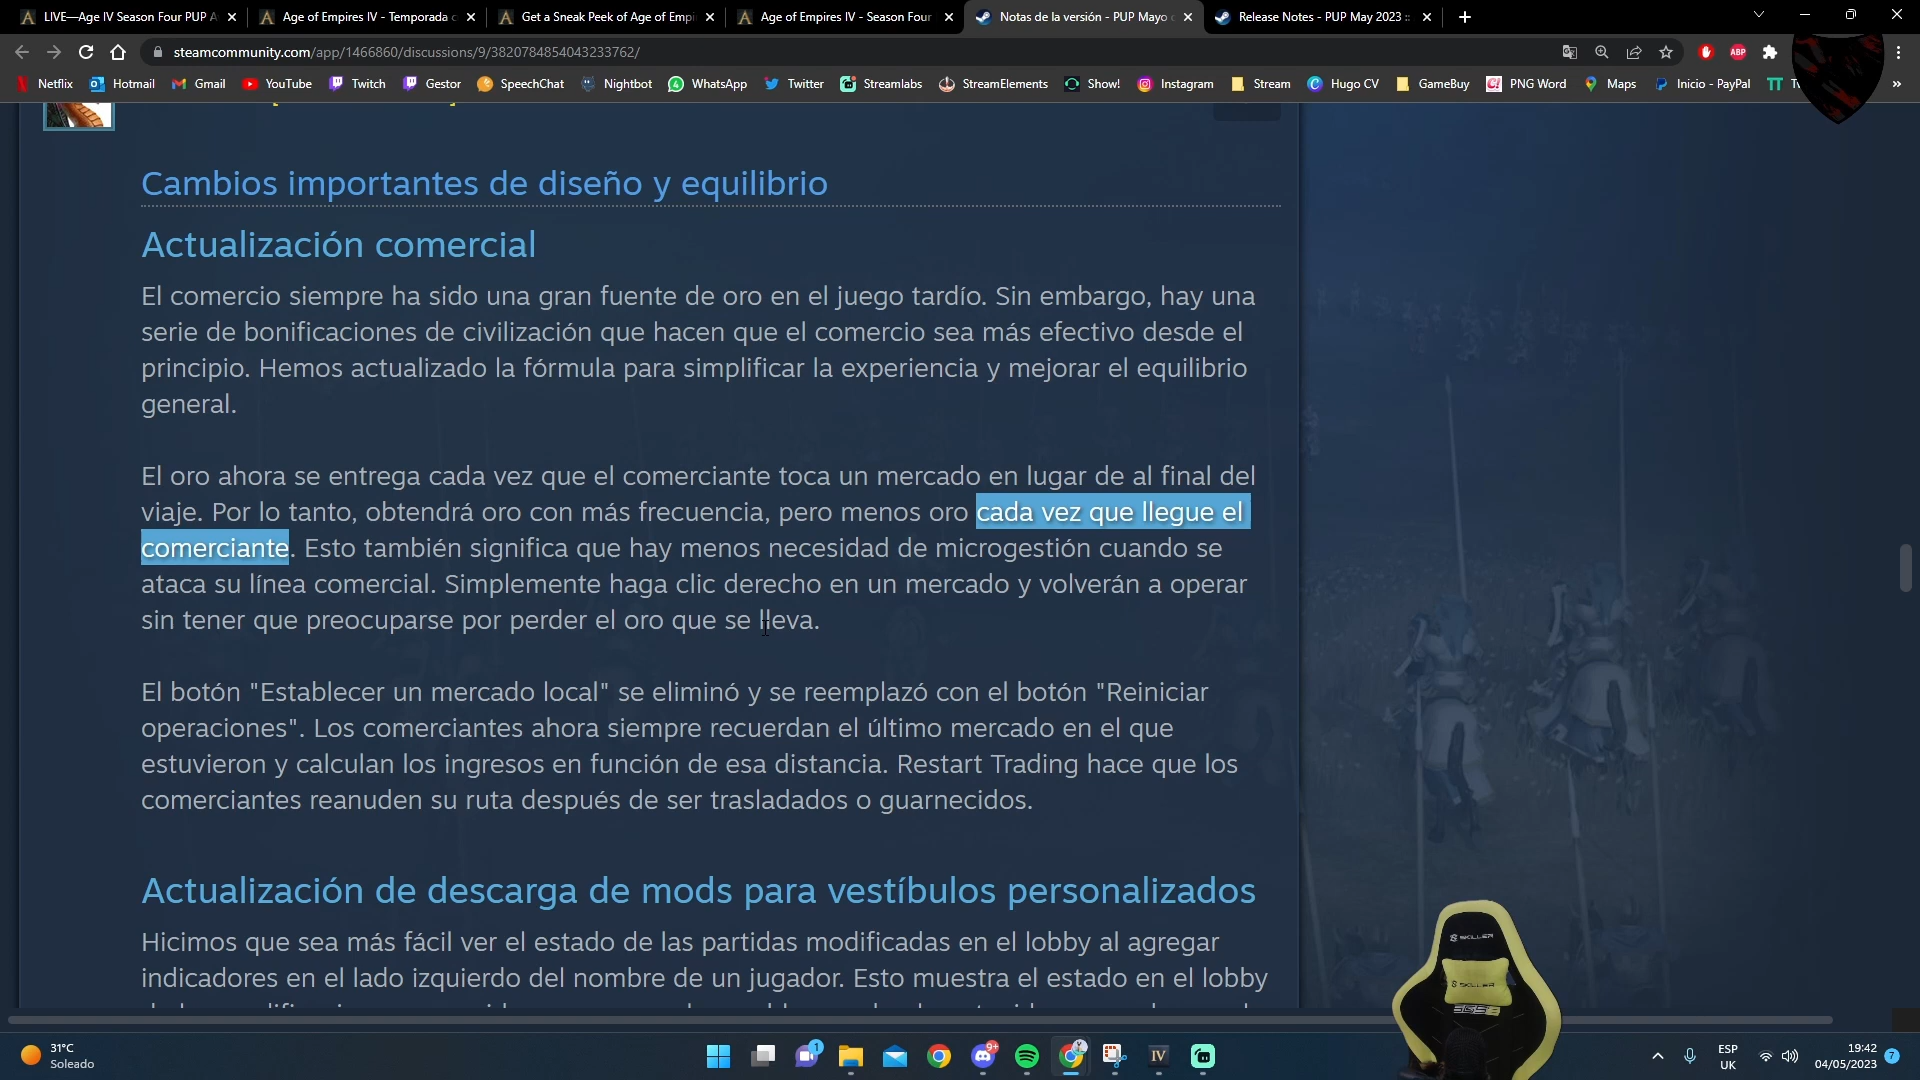 LIVE—Age IV Season Four PUP
Age of Empires IV - Temporada
Get a Sneak Peek of Age of Emp
Age of Empires IV - Season Four
Notas de la versión - PUP Mayo
Release Notes - PUP May 2023 ::
steamcommunity.com/app/1466860/discussions/9/3820784854043233762/
ABP
Netflix Hotmail Gmail YouTube Twitch Gestor SpeechChat Nightbot WhatsApp Twitter Streamlabs StreamElements Show! Instagram Stream Hugo CV GameBuy PNG Word Maps Inicio - PayPal
Cambios importantes de diseño y equilibrio
Actualización comercial
El comercio siempre ha sido una gran fuente de oro en el juego tardío. Sin embargo, hay una
serie de bonificaciones de civilización que hacen que el comercio sea más efectivo desde el
principio. Hemos actualizado la fórmula para simplificar la experiencia y mejorar el equilibrio
general.
El oro ahora se entrega cada vez que el comerciante toca un mercado en lugar de al final del
viaje. Por lo tanto, obtendrá oro con más frecuencia, pero menos oro cada vez que llegue el
comerciante. Esto también significa que hay menos necesidad de microgestión cuando se
ataca su línea comercial. Simplemente haga clic derecho en un mercado y volverán a operar
sin tener que preocuparse por perder el oro que se lleva.
El botón "Establecer un mercado local" se eliminó y se reemplazó con el botón "Reiniciar
operaciones". Los comerciantes ahora siempre recuerdan el último mercado en el que
estuvieron y calculan los ingresos en función de esa distancia. Restart Trading hace que los
comerciantes reanuden su ruta después de ser trasladados o guarnecidos.
Actualización de descarga de mods para vestíbulos personalizados
Hicimos que sea más fácil ver el estado de las partidas modificadas en el lobby al agregar
indicadores en el lado izquierdo del nombre de un jugador. Esto muestra el estado en el lobby
SKILLER
SKILLER
31°C
Soleado
1
9+
IV
ESP
UK
19:42
04/05/2023
7